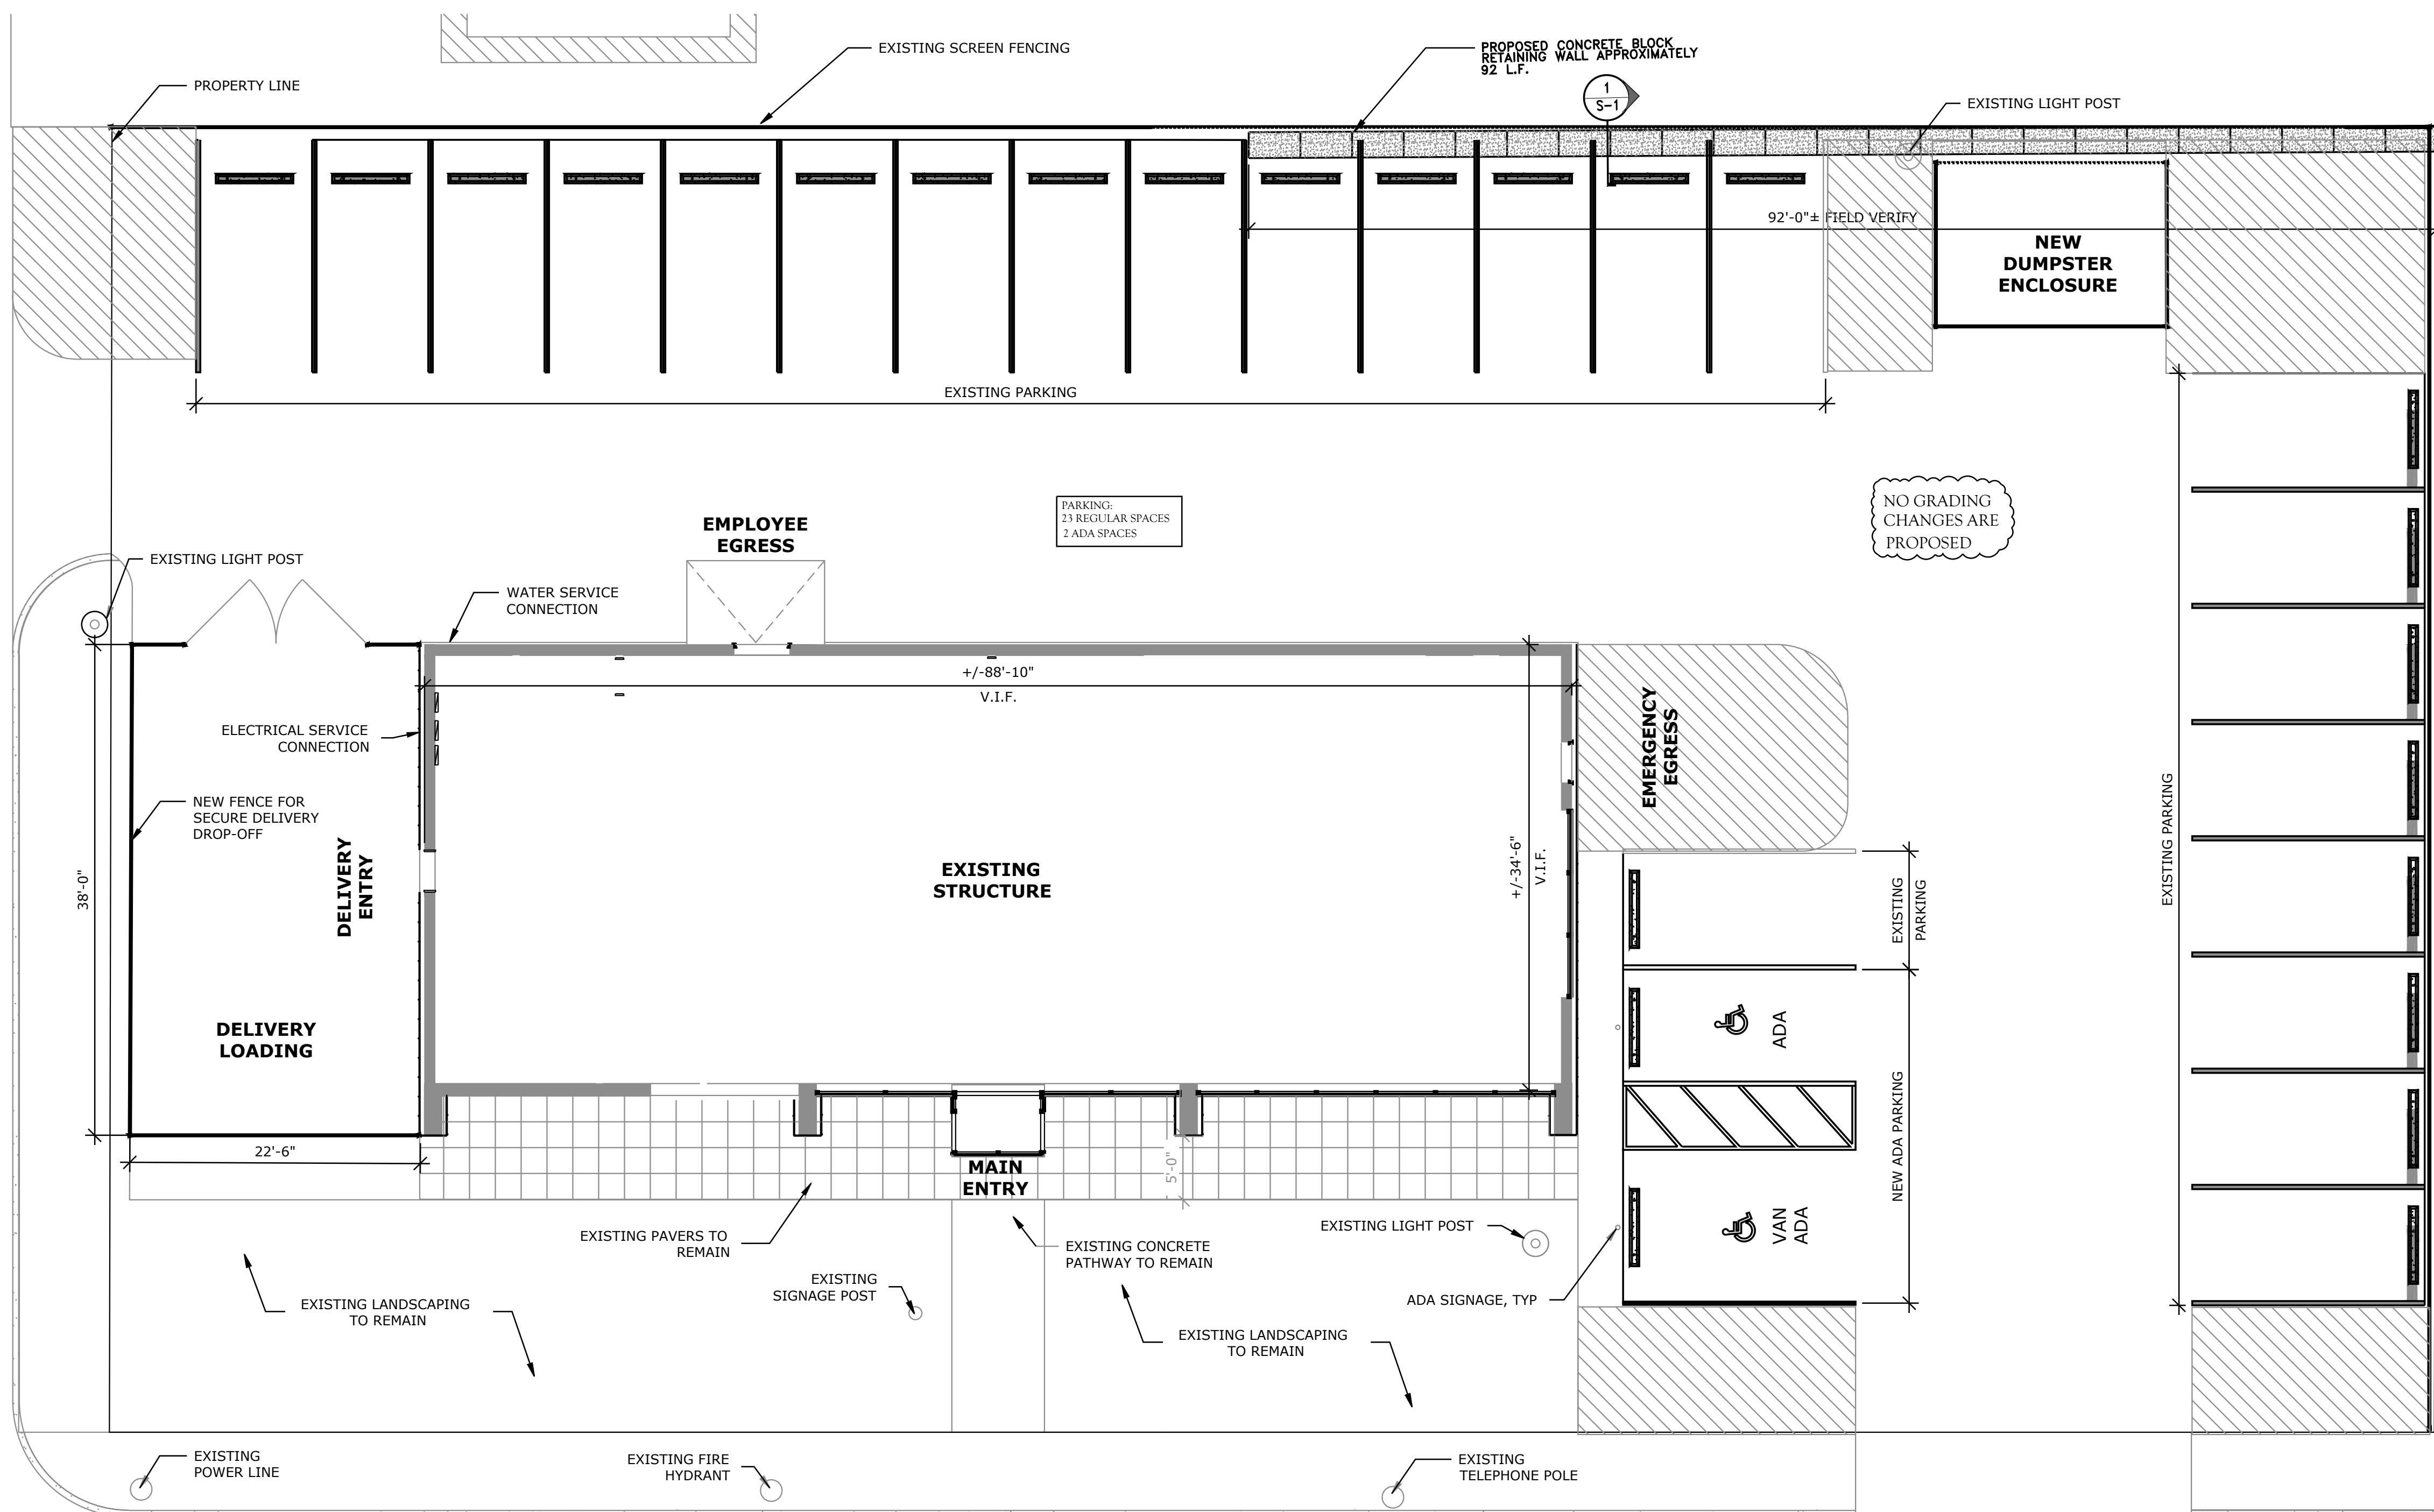 EXISTING SCREEN FENCING
PROPOSED CONCRETE BLOCK
RETAINING WALL APPROXIMATELY
92 L.F.
1
S-1
PROPERTY LINE
EXISTING LIGHT POST
92'-0"± FIELD VERIFY
NEW
DUMPSTER
ENCLOSURE
EXISTING PARKING
PARKING:
23 REGULAR SPACES
2 ADA SPACES
NO GRADING
CHANGES ARE
PROPOSED
EMPLOYEE
EGRESS
EXISTING LIGHT POST
WATER SERVICE
CONNECTION
+/-88'-10"
V.I.F.
ELECTRICAL SERVICE
CONNECTION
EMERGENCY
EGRESS
NEW FENCE FOR
SECURE DELIVERY
DROP-OFF
DELIVERY
ENTRY
38'-0"
EXISTING
STRUCTURE
+/-34'-6"
V.I.F.
EXISTING
PARKING
EXISTING PARKING
DELIVERY
LOADING
ADA
NEW ADA PARKING
22'-6"
MAIN
ENTRY
5'-0"
VAN
ADA
EXISTING PAVERS TO
REMAIN
EXISTING CONCRETE
PATHWAY TO REMAIN
EXISTING LIGHT POST
EXISTING
SIGNAGE POST
ADA SIGNAGE, TYP
EXISTING LANDSCAPING
TO REMAIN
EXISTING LANDSCAPING
TO REMAIN
EXISTING
POWER LINE
EXISTING FIRE
HYDRANT
EXISTING
TELEPHONE POLE